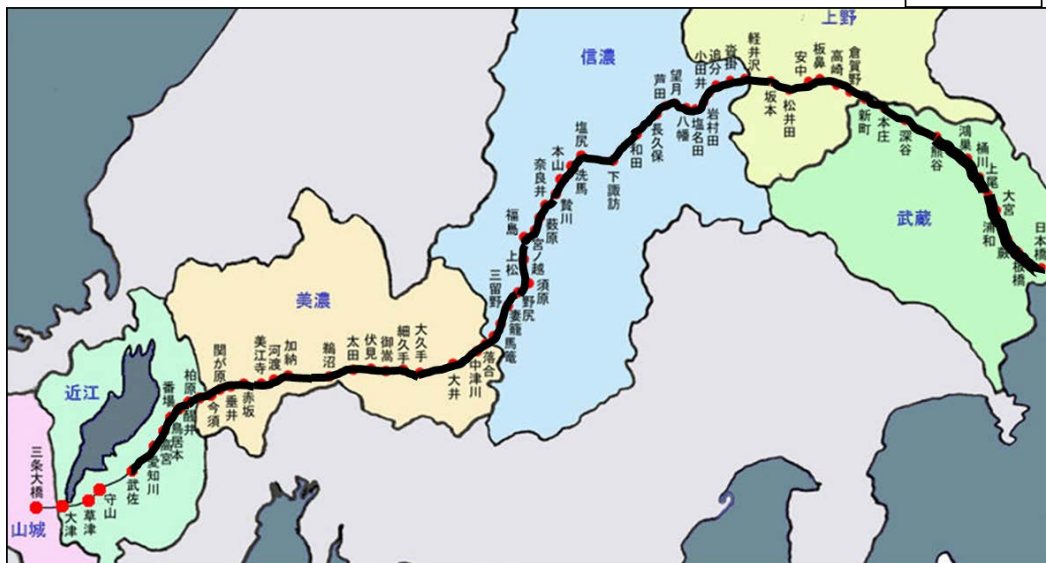 上野
信濃
武蔵
美濃
近江
山城
日本橋
板橋
蕨
浦和
大宮
上尾
桶川
鴻巣
熊谷
深谷
本庄
新町
倉賀野
高崎
板鼻
安中
松井田
坂本
軽井沢
沓掛
追分
小田井
岩村田
塩名田
八幡
望月
芦田
長久保
和田
下諏訪
塩尻
洗馬
本山
贄川
奈良井
薮原
宮ノ越
福島
上松
須原
野尻
三留野
妻籠
馬篭
落合
中津川
大井
大久手
細久手
御嵩
伏見
太田
鵜沼
加納
河渡
美江寺
赤坂
垂井
関が原
今須
柏原
醒井
番場
鳥居本
高宮
愛知川
武佐
守山
草津
大津
三条大橋